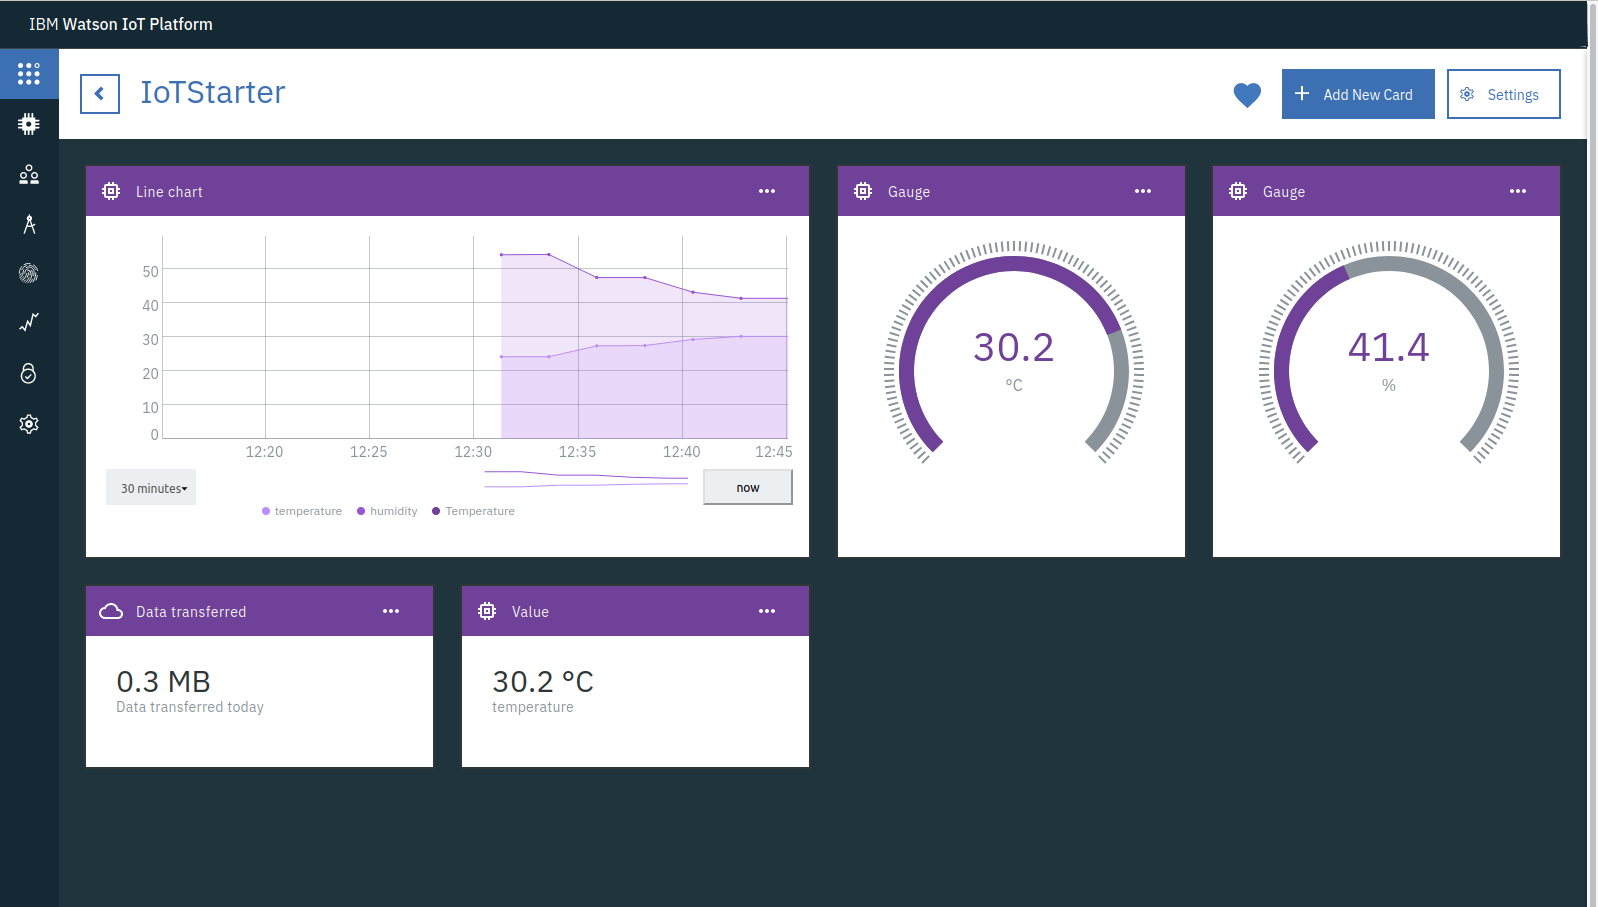 IBM Watson IoT Platform
IoTStarter
Add New Card
Settings
Line chart
50
40
30
20
10
0
12:20 12:25 12:30 12:35 12:40 12:45
30 minutes
now
temperature humidity Temperature
Gauge
30.2
°C
Gauge
41.4
%
Data transferred
0.3 MB
Data transferred today
Value
30.2 °C
temperature